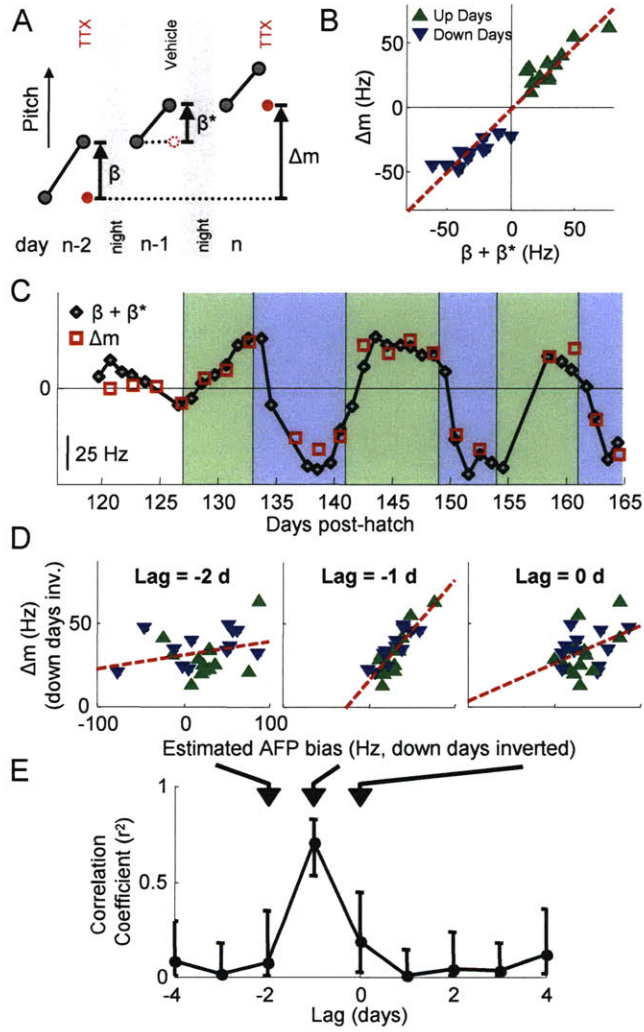 A
TTX
Vehicle
TTX
Pitch
β
β*
Δm
day n-2 night n-1 night n
B
Up Days
Down Days
Δm (Hz)
50
0
-50
-50 0 50
β + β* (Hz)
C
β + β*
Δm
0
25 Hz
120 125 130 135 140 145 150 155 160 165
Days post-hatch
D
Lag = -2 d Lag = -1 d Lag = 0 d
Δm (Hz)
(down days inv.)
50
0
-100 0 100
Estimated AFP bias (Hz, down days inverted)
E
Correlation
Coefficient (r²)
1
0.5
0
-4 -2 0 2 4
Lag (days)